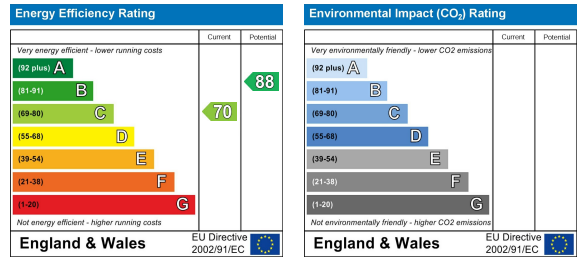 Energy Efficiency Rating
Current Potential
Very energy efficient - lower running costs
(92 plus) A
(81-91) B
88
(69-80) C
70
(55-68) D
(39-54) E
(21-38) F
(1-20) G
Not energy efficient - higher running costs
England & Wales
EU Directive
2002/91/EC
Environmental Impact (CO₂) Rating
Current Potential
Very environmentally friendly - lower CO2 emissions
(92 plus) A
(81-91) B
(69-80) C
(55-68) D
(39-54) E
(21-38) F
(1-20) G
Not environmentally friendly - higher CO2 emissions
England & Wales
EU Directive
2002/91/EC